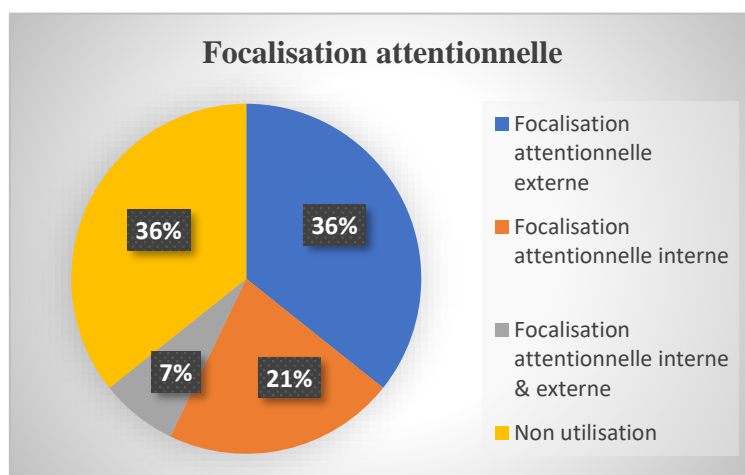 Focalisation attentionnelle
36%
36%
7%
21%
Focalisation
attentionnelle
externe
Focalisation
attentionnelle interne
Focalisation
attentionnelle interne
& externe
Non utilisation